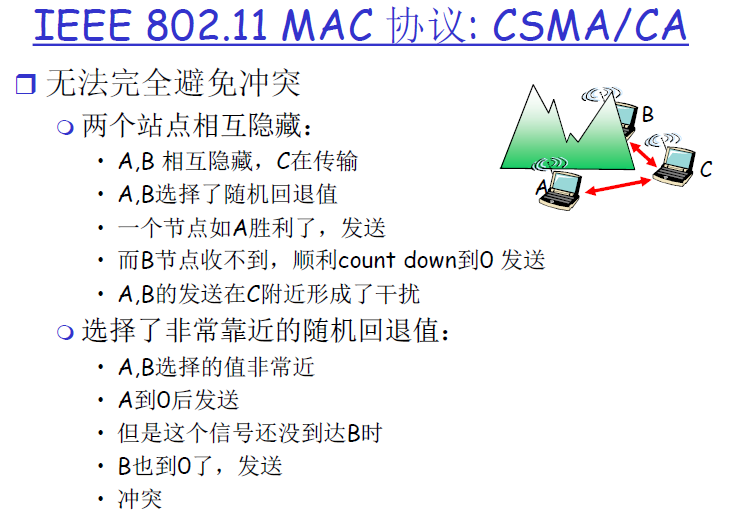 IEEE 802.11 MAC 协议: CSMA/CA
无法完全避免冲突
两个站点相互隐藏：
A,B 相互隐藏，C在传输
A,B选择了随机回退值
一个节点如A胜利了，发送
而B节点收不到，顺利count down到0 发送
A,B的发送在C附近形成了干扰
选择了非常靠近的随机回退值：
A,B选择的值非常近
A到0后发送
但是这个信号还没到达B时
B也到0了，发送
冲突
B
C
A